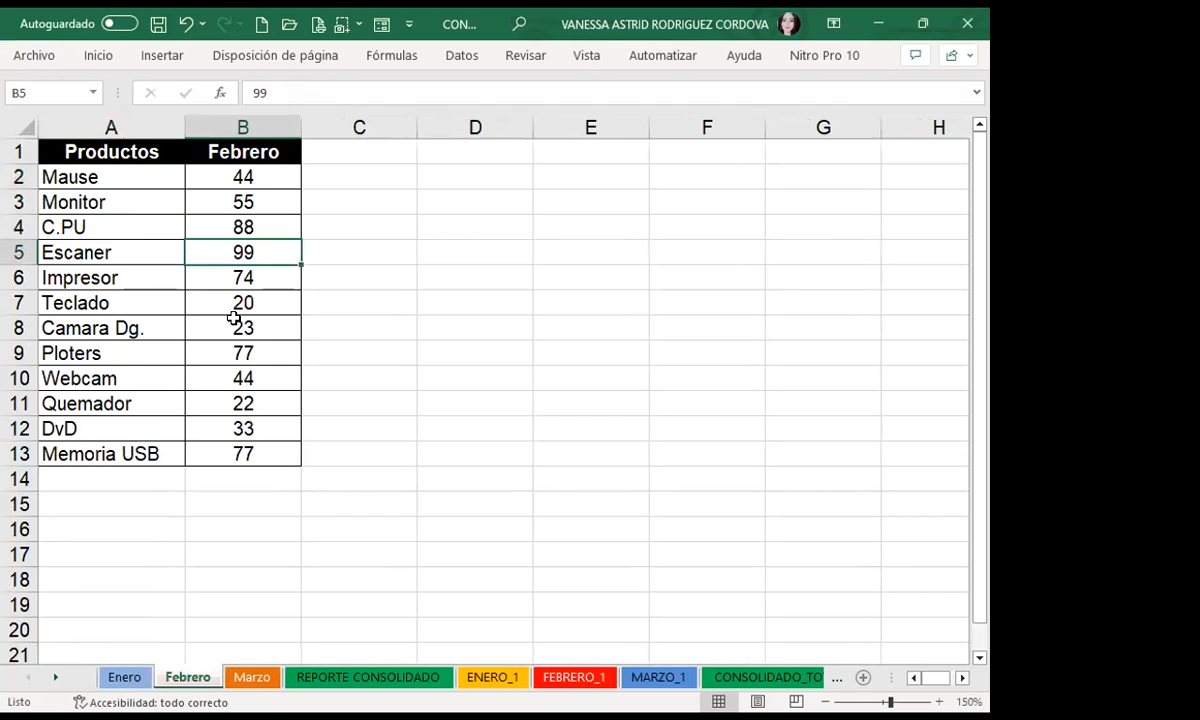 Autoguardado CON... VANESSA ASTRID RODRIGUEZ CORDOVA
Archivo Inicio Insertar Disposición de página Fórmulas Datos Revisar Vista Automatizar Ayuda Nitro Pro 10
B5 fx 99
A B C D E F G H
1 Productos Febrero
2 Mause 44
3 Monitor 55
4 C.PU 88
5 Escaner 99
6 Impresor 74
7 Teclado 20
8 Camara Dg. 23
9 Ploters 77
10 Webcam 44
11 Quemador 22
12 DvD 33
13 Memoria USB 77
14
15
16
17
18
19
20
21
Enero Febrero Marzo REPORTE CONSOLIDADO ENERO_1 FEBRERO_1 MARZO_1 CONSOLIDADO_TO ...
Listo Accesibilidad: todo correcto 150%